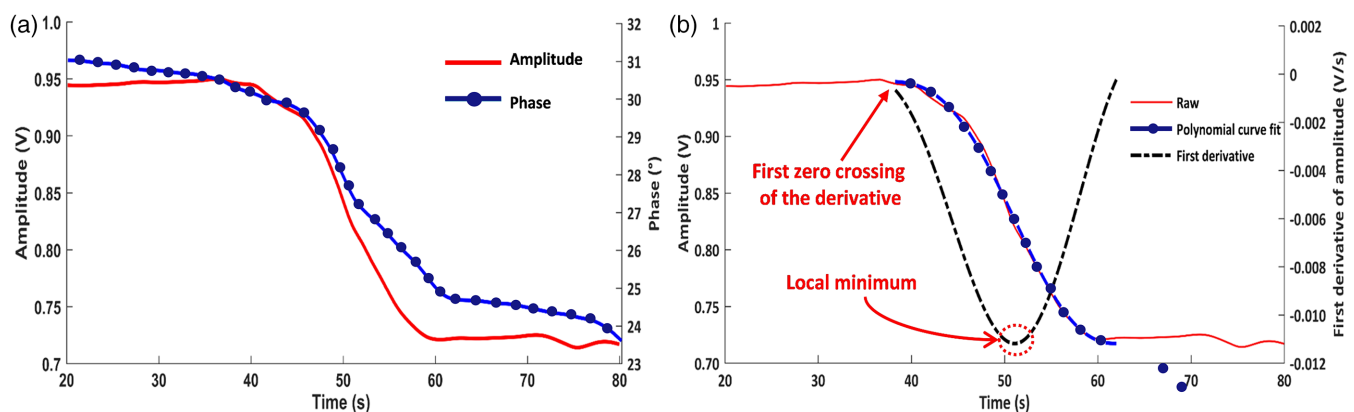 (a)
1.0
0.95
0.90
0.85
0.80
0.75
0.7
Amplitude (V)
20
30
40
50
60
70
80
Time (s)
32
31
30
29
28
27
26
25
24
23
Phase (°)
Amplitude
Phase
(b)
1
0.95
0.90
0.85
0.80
0.75
0.70
Amplitude (V)
20
30
40
50
60
70
80
Time (s)
0.002
0
-0.002
-0.004
-0.006
-0.008
-0.010
-0.012
First derivative of amplitude (V/s)
Raw
Polynomial curve fit
First derivative
First zero crossing
of the derivative
Local minimum